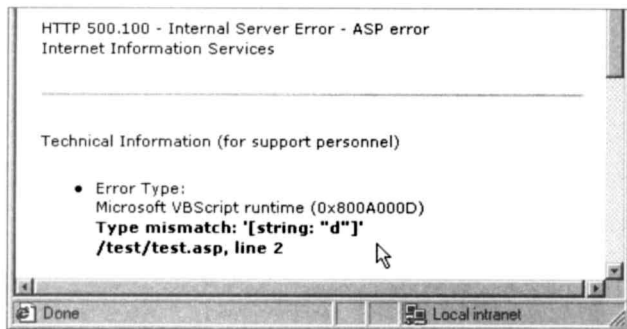 HTTP 500.100 - Internal Server Error - ASP error
Internet Information Services
Technical Information (for support personnel)
• Error Type:
Microsoft VBScript runtime (0x800A000D)
Type mismatch: '[string: "d"]'
/test/test.asp, line 2
Done
Local intranet